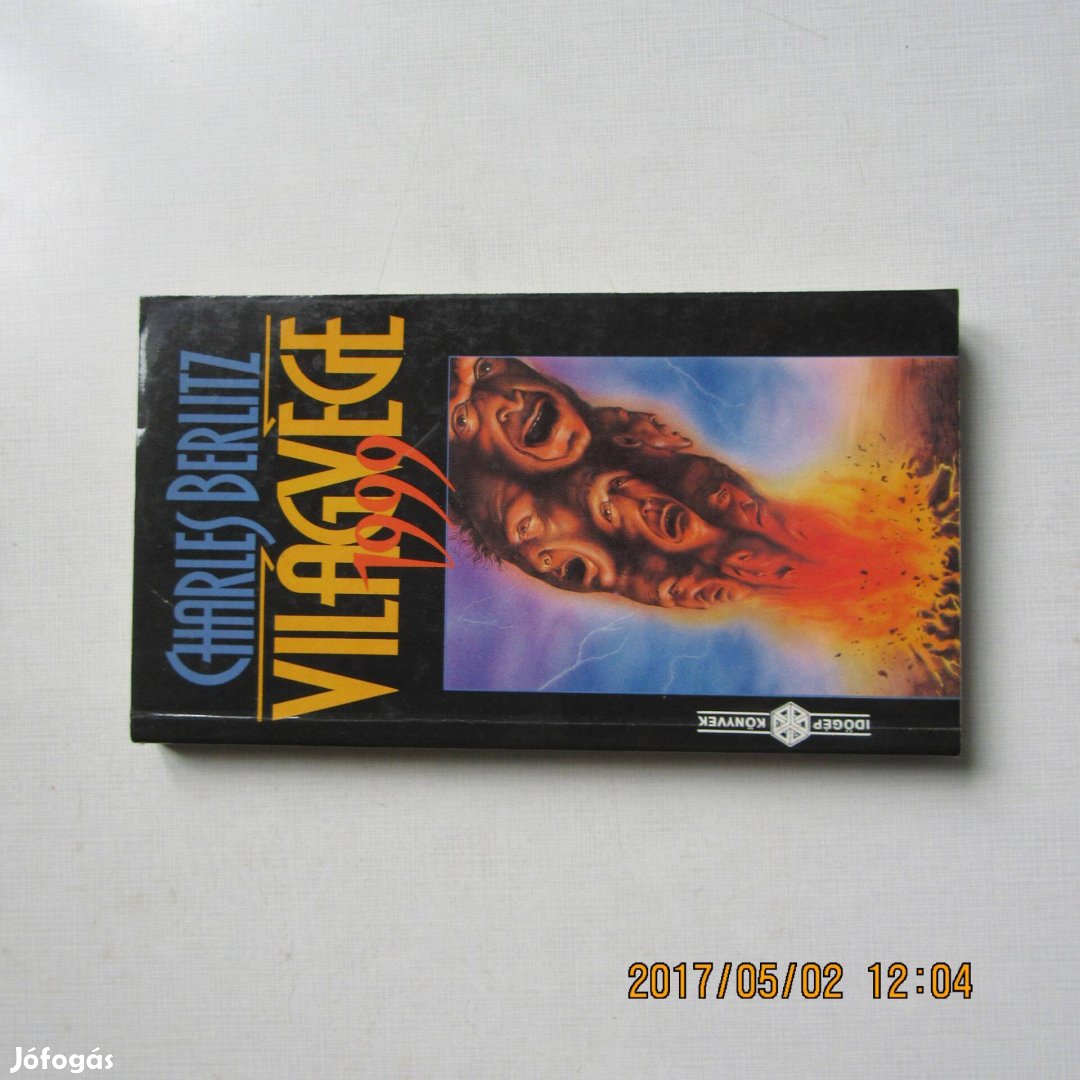 CHARLES BERLITZ
VILÁGVÉGE
1999
IDŐGÉP
KÖNYVEK
2017/05/02 12:04
Jófogás